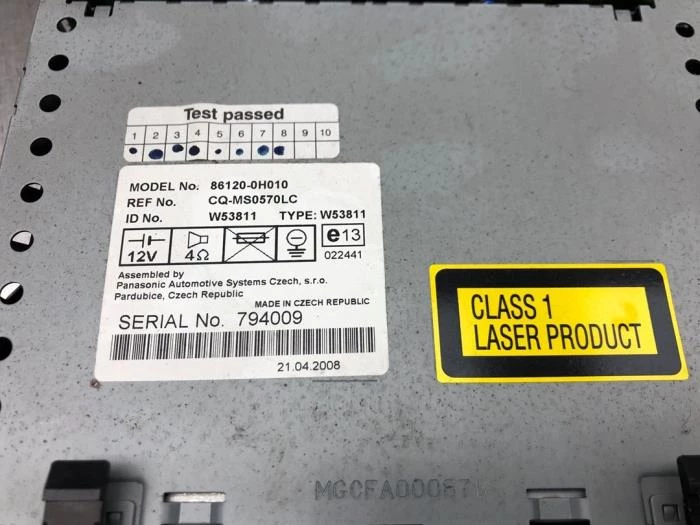 Test passed
1 2 3 4 5 6 7 8 9 10
MODEL No. 86120-0H010
REF No. CQ-MS0570LC
ID No. W53811 TYPE: W53811
12V 4Ω e13
022441
Assembled by
Panasonic Automotive Systems Czech, s.r.o.
Pardubice, Czech Republic
MADE IN CZECH REPUBLIC
SERIAL No. 794009
21.04.2008
CLASS 1
LASER PRODUCT